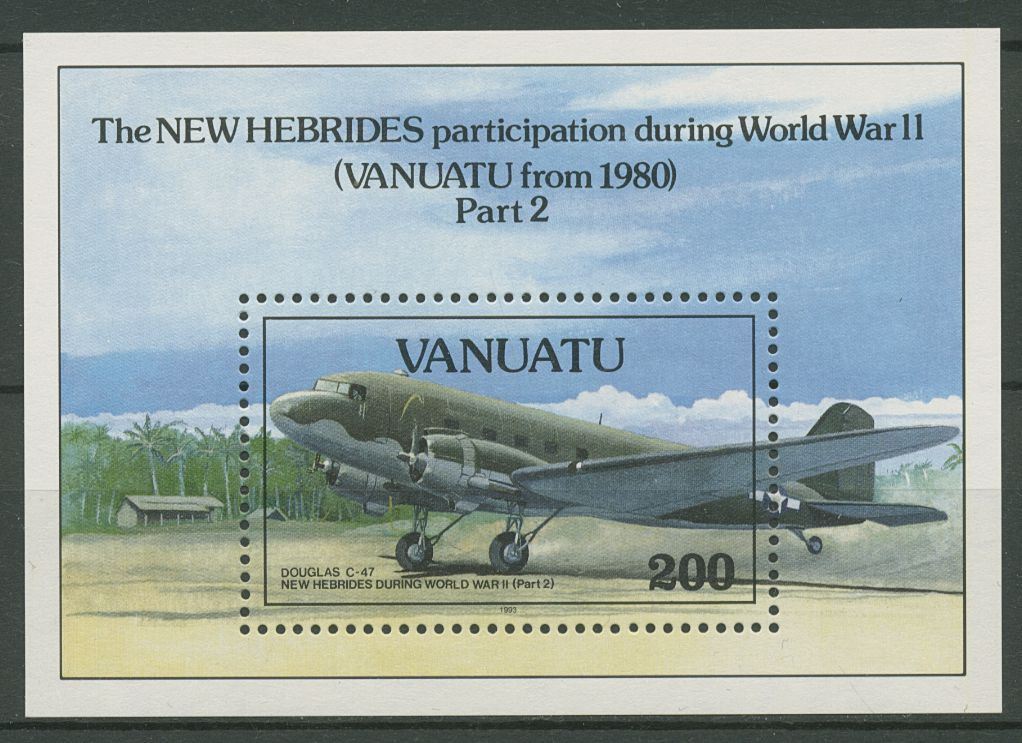 The NEW HEBRIDES participation during World War II
(VANUATU from 1980)
Part 2
VANUATU
DOUGLAS C-47
NEW HEBRIDES DURING WORLD WAR II (Part 2)
200
1993